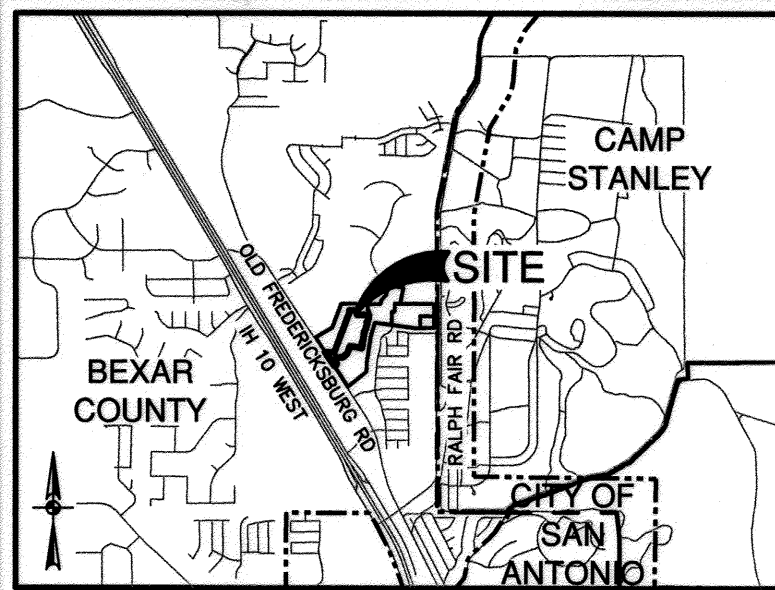 CAMP
STANLEY
SITE
OLD FREDERICKSBURG RD
IH 10 WEST
RALPH FAIR RD
BEXAR
COUNTY
CITY OF
SAN
ANTONIO